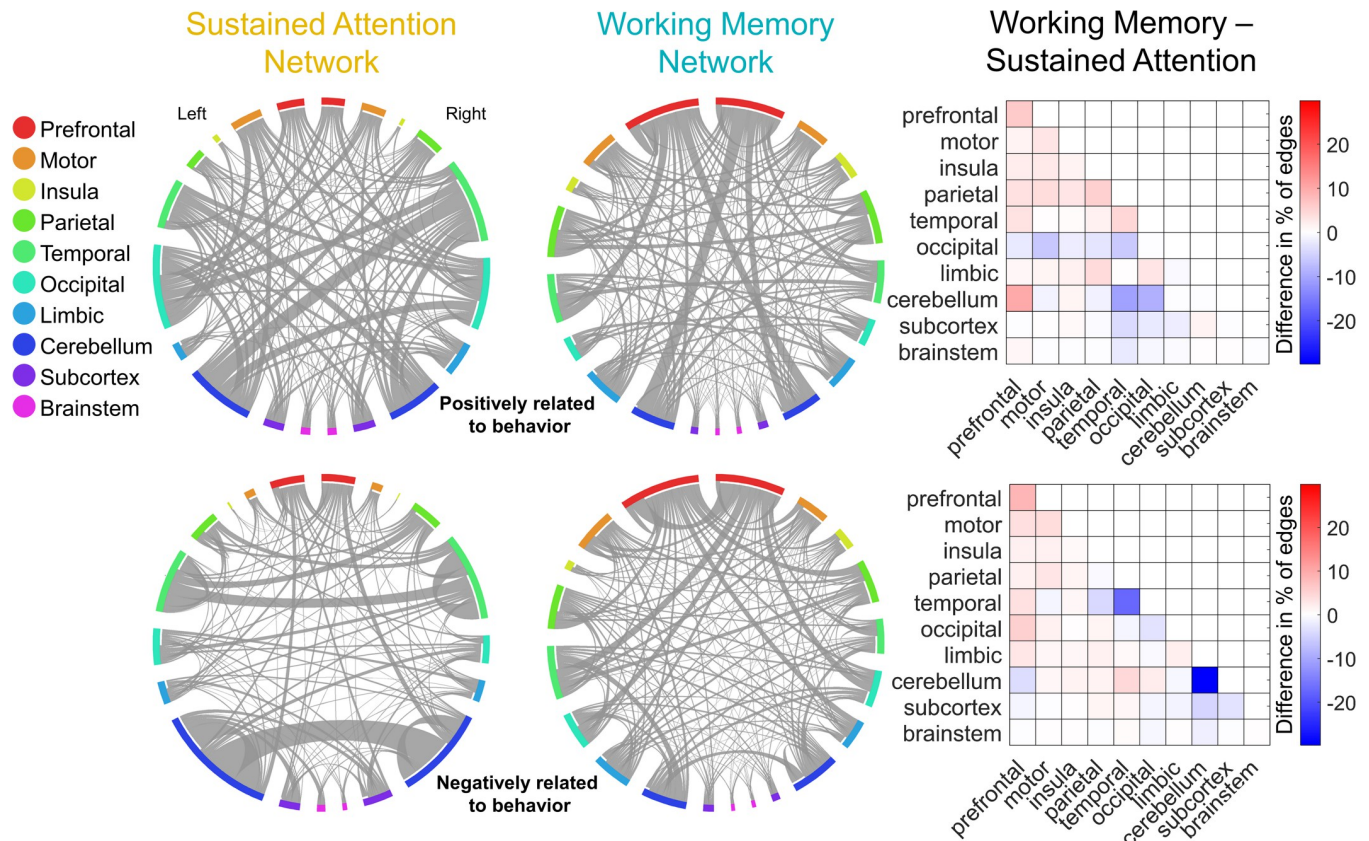 Sustained Attention
Network
Working Memory
Network
Working Memory –
Sustained Attention
Left
Right
Prefrontal
Motor
Insula
Parietal
Temporal
Occipital
Limbic
Cerebellum
Subcortex
Brainstem
Positively related
to behavior
prefrontal
motor
insula
parietal
temporal
occipital
limbic
cerebellum
subcortex
brainstem
prefrontal
motor
insula
parietal
temporal
occipital
limbic
cerebellum
subcortex
brainstem
Difference in % of edges
20
10
0
-10
-20
Negatively related
to behavior
prefrontal
motor
insula
parietal
temporal
occipital
limbic
cerebellum
subcortex
brainstem
prefrontal
motor
insula
parietal
temporal
occipital
limbic
cerebellum
subcortex
brainstem
Difference in % of edges
20
10
0
-10
-20